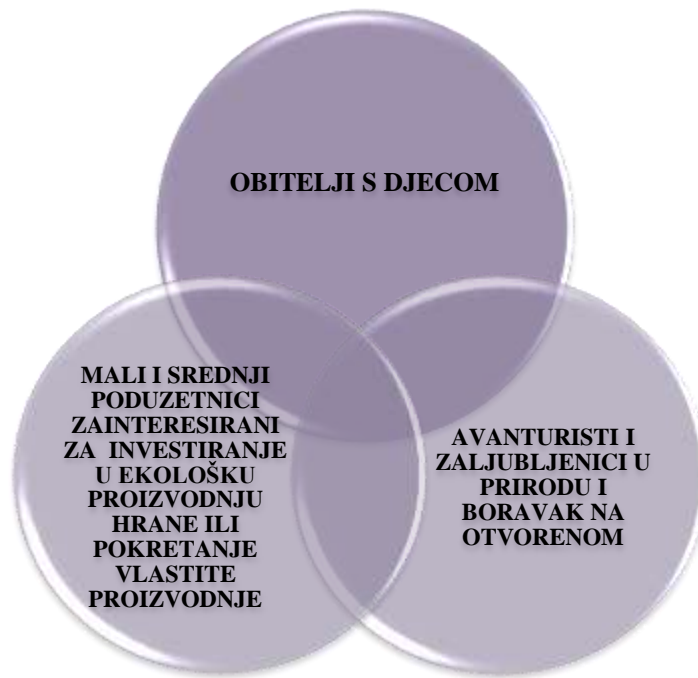 OBITELJI S DJECOM
MALI I SREDNJI
PODUZETNICI
ZAINTERESIRANI
ZA INVESTIRANJE
U EKOLOŠKU
PROIZVODNJU
HRANE ILI
POKRETANJE
VLASTITE
PROIZVODNJE
AVANTURISTI I
ZALJUBLJENICI U
PRIRODU I
BORAVAK NA
OTVORENOM